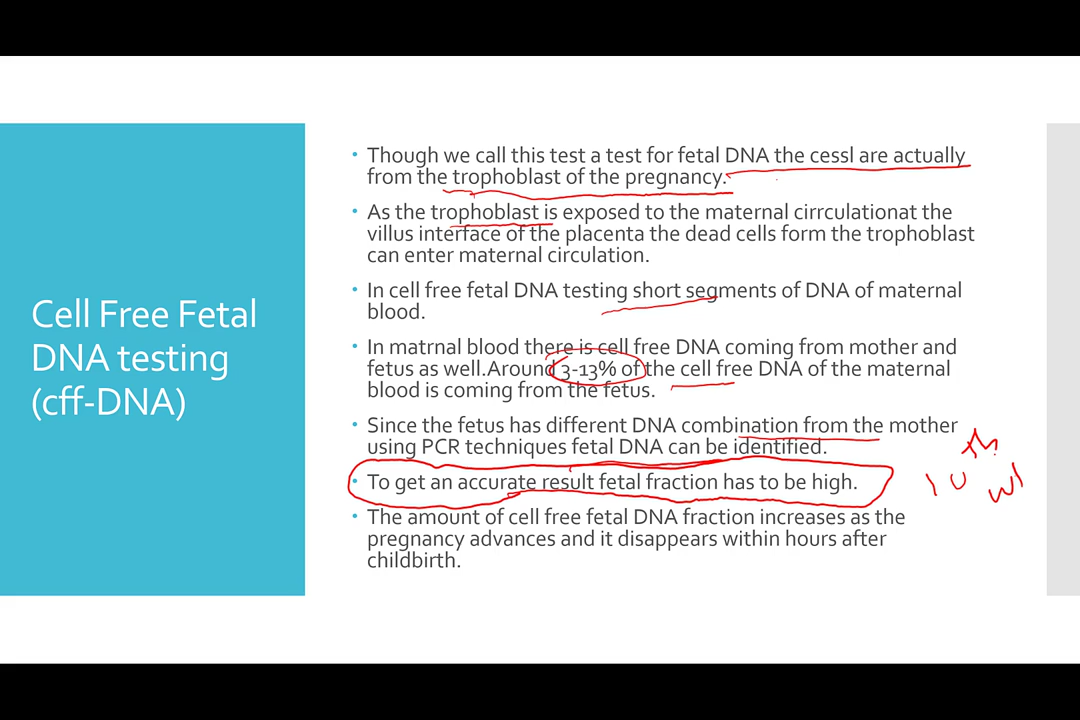 Cell Free Fetal
DNA testing
(cff-DNA)
• Though we call this test a test for fetal DNA the cessl are actually
from the trophoblast of the pregnancy.
• As the trophoblast is exposed to the maternal cirrculationat the
villus interface of the placenta the dead cells form the trophoblast
can enter maternal circulation.
• In cell free fetal DNA testing short segments of DNA of maternal
blood.
• In matrnal blood there is cell free DNA coming from mother and
fetus as well.Around 3-13% of the cell free DNA of the maternal
blood is coming from the fetus.
• Since the fetus has different DNA combination from the mother
using PCR techniques fetal DNA can be identified.
• To get an accurate result fetal fraction has to be high.
10 th
• The amount of cell free fetal DNA fraction increases as the
pregnancy advances and it disappears within hours after
childbirth.